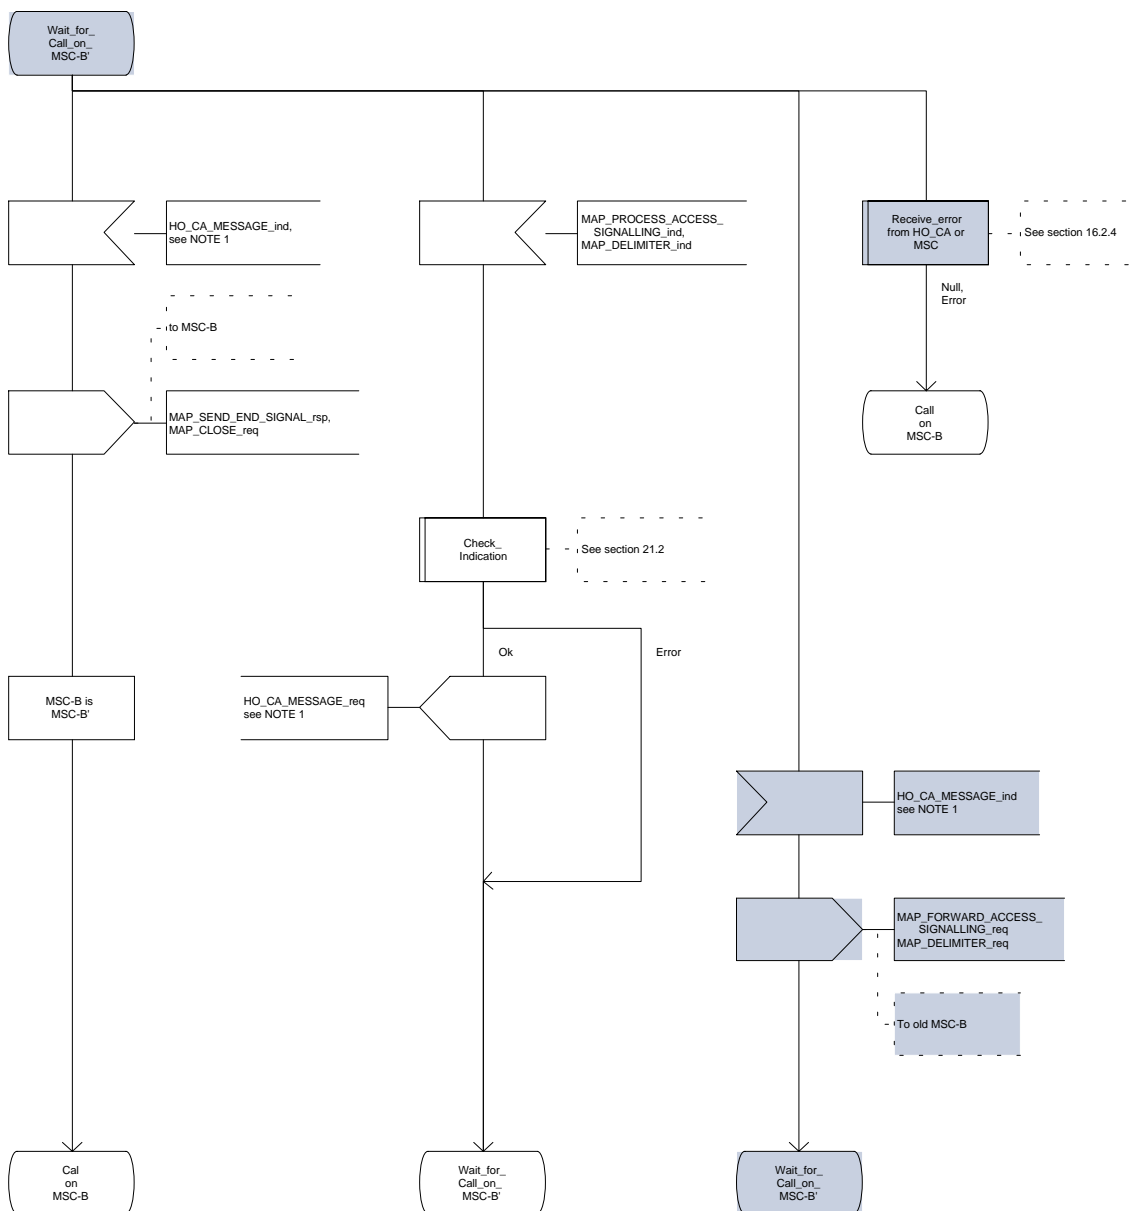 Wait_for_
Call_on_
MSC-B'
HO_CA_MESSAGE_ind,
see NOTE 1
MAP_PROCESS_ACCESS_
SIGNALLING_ind,
MAP_DELIMITER_ind
Receive_error
from HO_CA or
MSC
See section 16.2.4
Null,
Error
to MSC-B
MAP_SEND_END_SIGNAL_rsp,
MAP_CLOSE_req
Call
on
MSC-B
Check_
Indication
See section 21.2
Ok
Error
MSC-B is
MSC-B'
HO_CA_MESSAGE_req
see NOTE 1
HO_CA_MESSAGE_ind
see NOTE 1
MAP_FORWARD_ACCESS_
SIGNALLING_req
MAP_DELIMITER_req
To old MSC-B
Cal
on
MSC-B
Wait_for_
Call_on_
MSC-B'
Wait_for_
Call_on_
MSC-B'